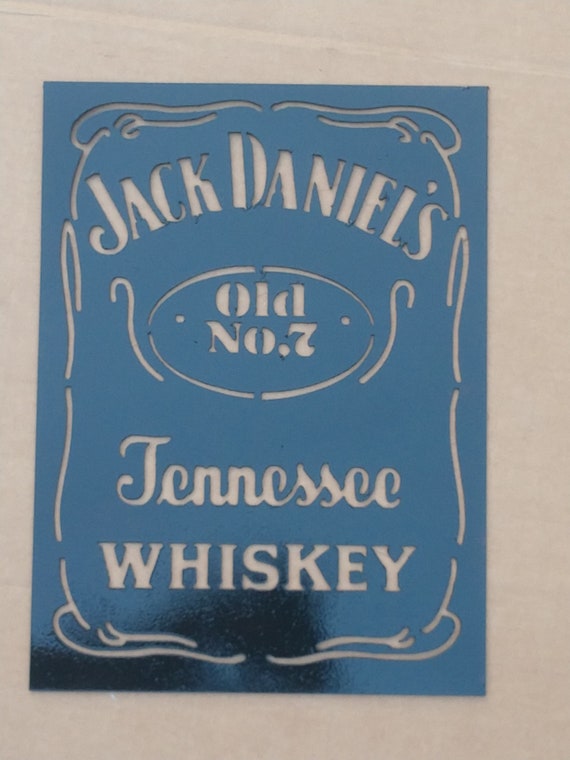 JACK DANIEL'S
Old
No.7
Tennessee
WHISKEY